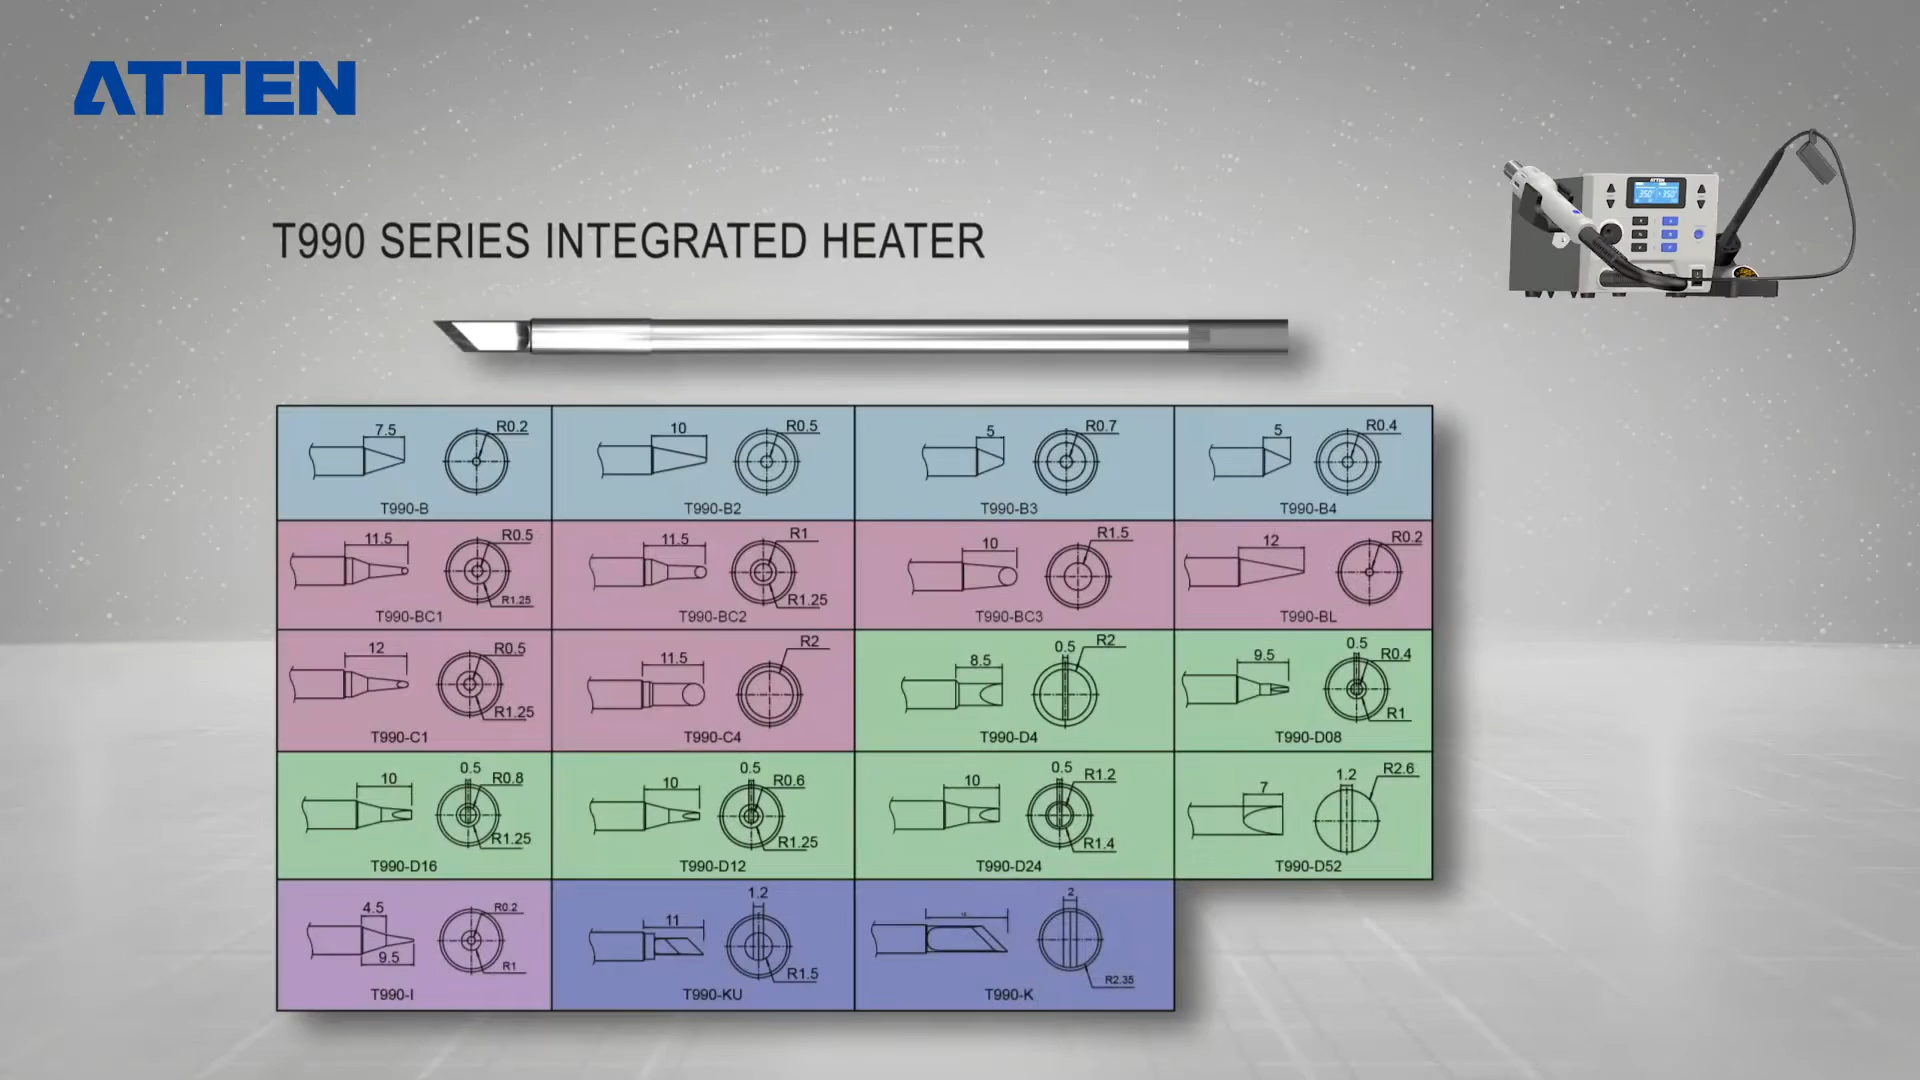 ATTEN
T990 SERIES INTEGRATED HEATER
ATTEN
350 350
7.5 R0.2
T990-B
10 R0.5
T990-B2
5 R0.7
T990-B3
5 R0.4
T990-B4
11.5 R0.5
R1.25
T990-BC1
11.5 R1
R1.25
T990-BC2
10 R1.5
T990-BC3
12 R0.2
T990-BL
12 R0.5
R1.25
T990-C1
11.5 R2
T990-C4
8.5 0.5 R2
T990-D4
9.5 0.5 R0.4
R1
T990-D08
10 0.5 R0.8
R1.25
T990-D16
10 0.5 R0.6
R1.25
T990-D12
10 0.5 R1.2
R1.4
T990-D24
7 1.2 R2.6
T990-D52
4.5 R0.2
9.5 R1
T990-I
11 1.2
R1.5
T990-KU
2
R2.35
T990-K